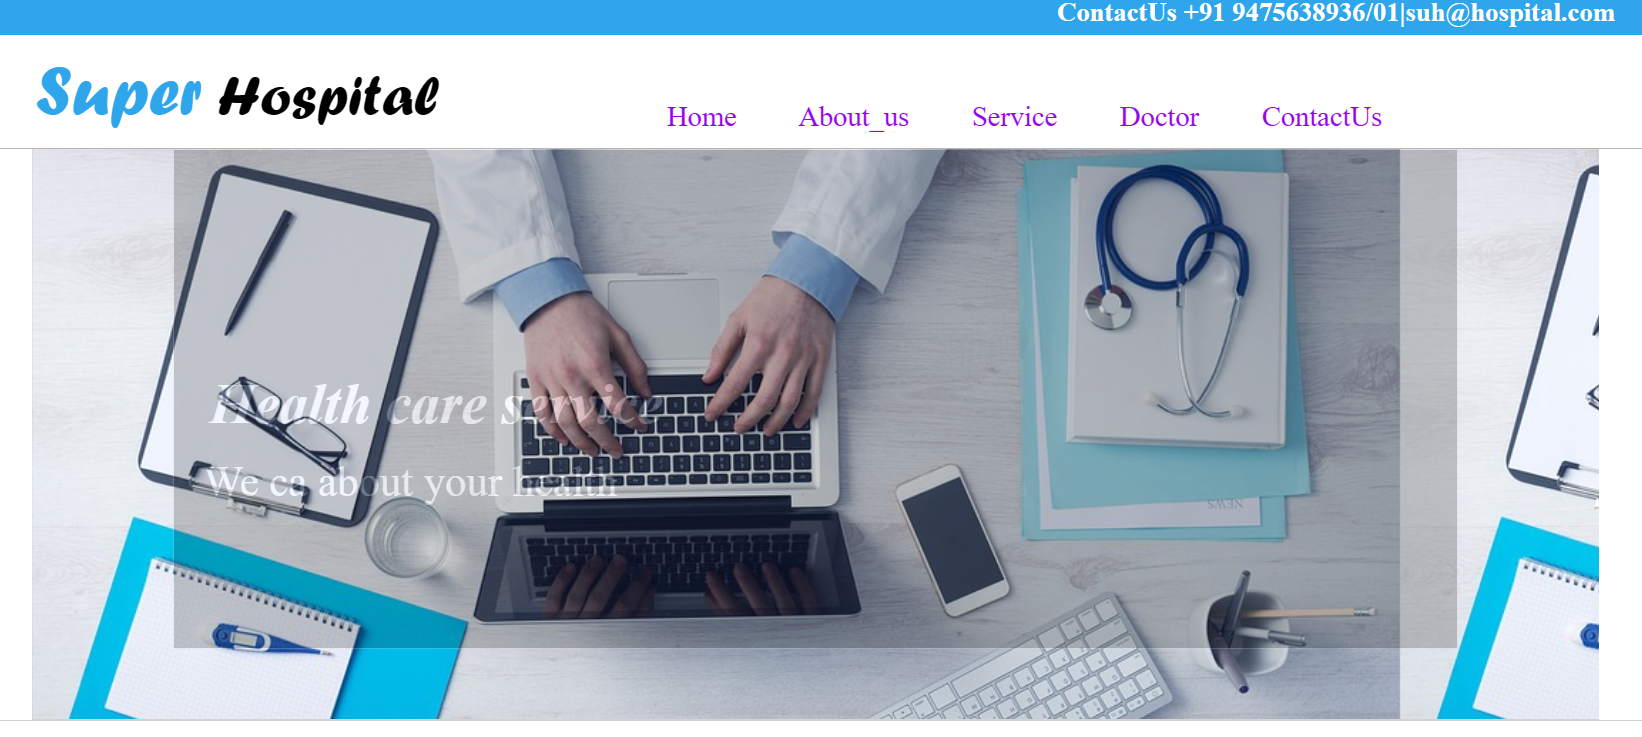 ContactUs +91 9475638936/01|suh@hospital.com
Super Hospital
Home About_us Service Doctor ContactUs
Health care service
We ca about your health
NEWS